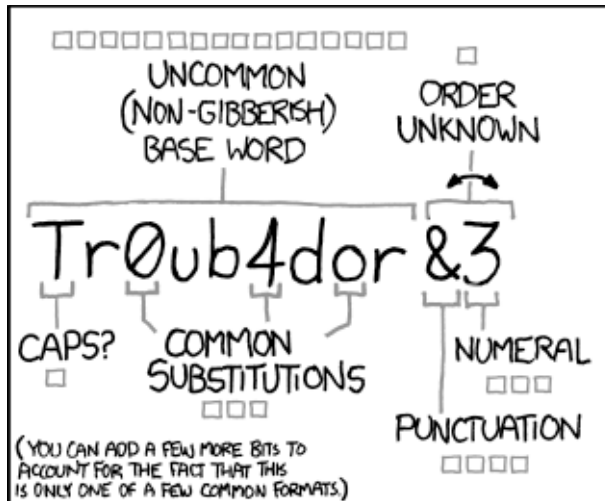 UNCOMMON
(NON-GIBBERISH)
BASE WORD
ORDER
UNKNOWN
Tr0ub4dor &3
CAPS?
COMMON
SUBSTITUTIONS
NUMERAL
PUNCTUATION
(YOU CAN ADD A FEW MORE BITS TO
ACCOUNT FOR THE FACT THAT THIS
IS ONLY ONE OF A FEW COMMON FORMATS.)